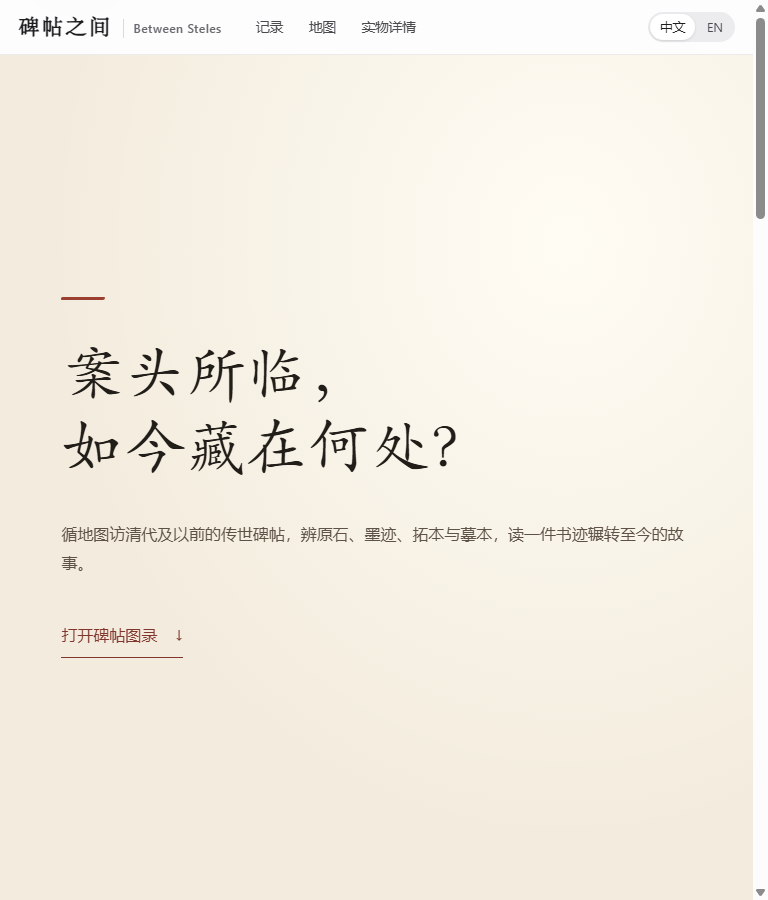 碑帖之间 Between Steles 记录 地图 实物详情 中文 EN
案头所临，
如今藏在何处？
循地图访清代及以前的传世碑帖，辨原石、墨迹、拓本与摹本，读一件书迹辗转至今的故
事。
打开碑帖图录 ↓